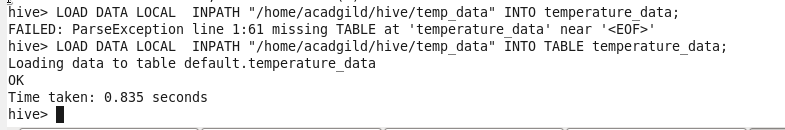 hive> LOAD DATA LOCAL  INPATH "/home/acadgild/hive/temp_data" INTO temperature_data;
FAILED: ParseException line 1:61 missing TABLE at 'temperature_data' near '<EOF>'
hive> LOAD DATA LOCAL  INPATH "/home/acadgild/hive/temp_data" INTO TABLE temperature_data;
Loading data to table default.temperature_data
OK
Time taken: 0.835 seconds
hive>